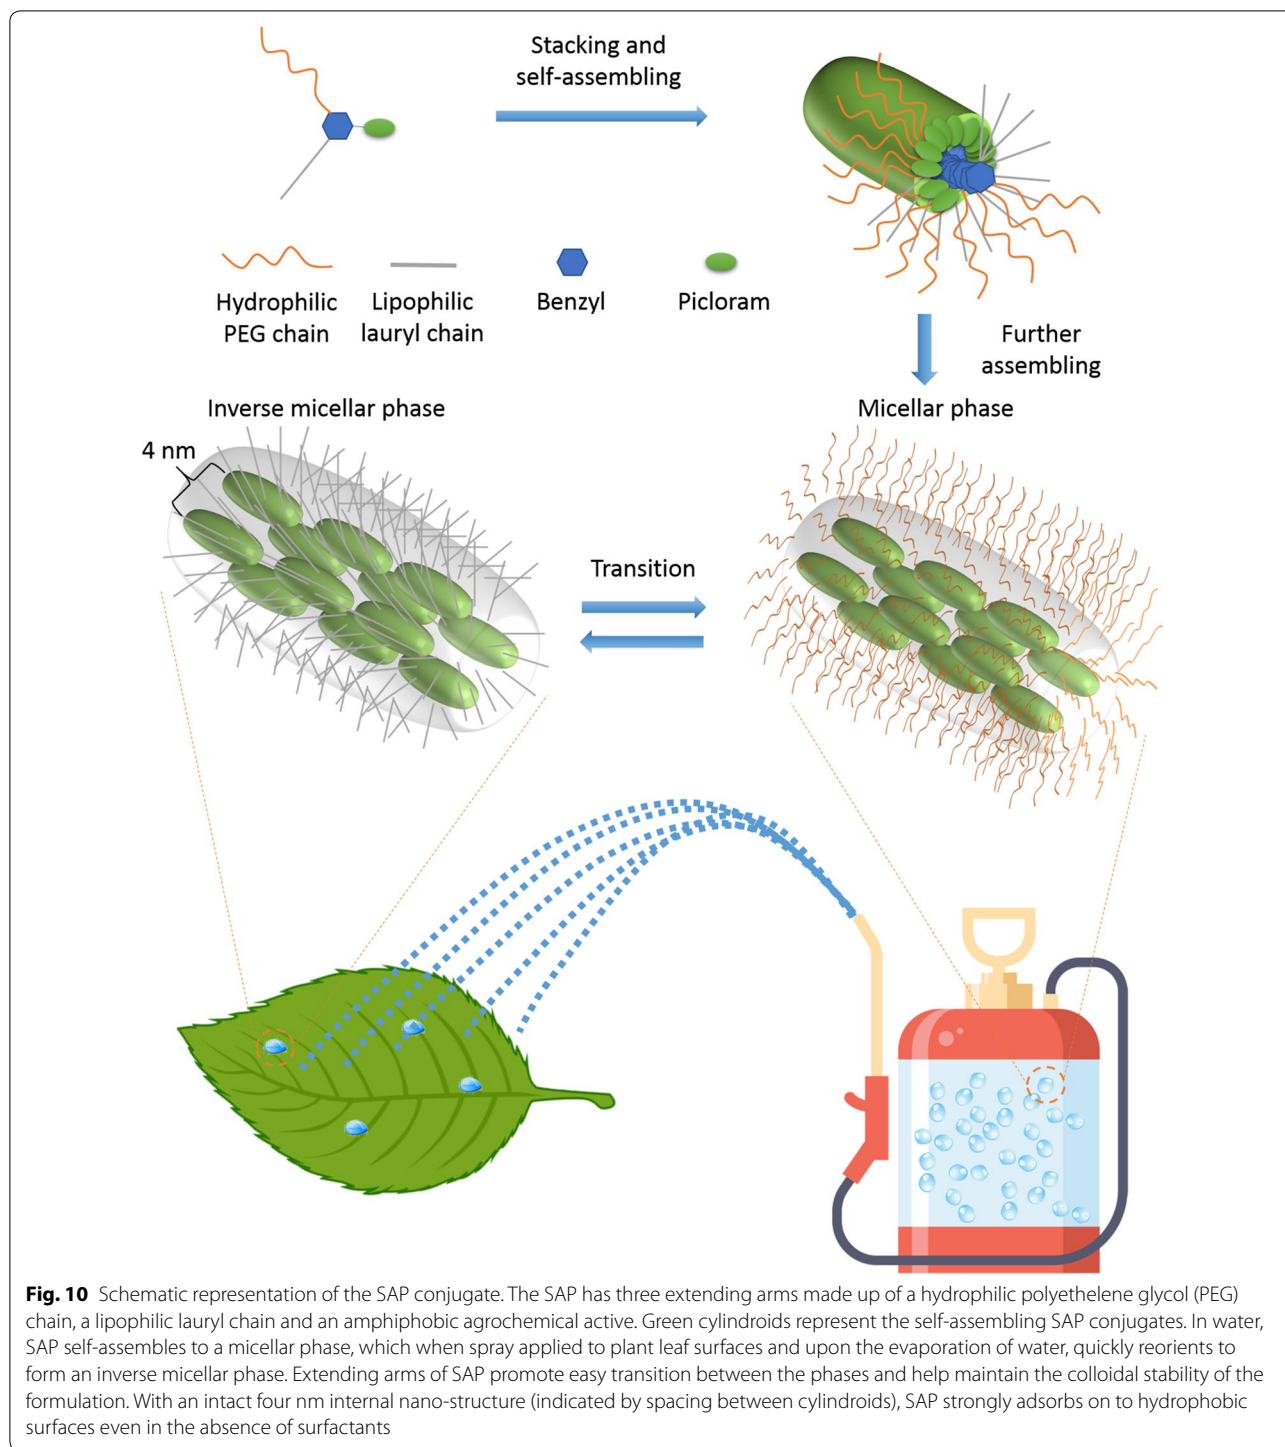 Stacking and
self-assembling
Hydrophilic
PEG chain
Lipophilic
lauryl chain
Benzyl
Picloram
Further
assembling
Inverse micellar phase
Micellar phase
4 nm
Transition
Fig. 10 Schematic representation of the SAP conjugate. The SAP has three extending arms made up of a hydrophilic polyethelene glycol (PEG)
chain, a lipophilic lauryl chain and an amphiphobic agrochemical active. Green cylindroids represent the self-assembling SAP conjugates. In water,
SAP self-assembles to a micellar phase, which when spray applied to plant leaf surfaces and upon the evaporation of water, quickly reorients to
form an inverse micellar phase. Extending arms of SAP promote easy transition between the phases and help maintain the colloidal stability of the
formulation. With an intact four nm internal nano-structure (indicated by spacing between cylindroids), SAP strongly adsorbs on to hydrophobic
surfaces even in the absence of surfactants